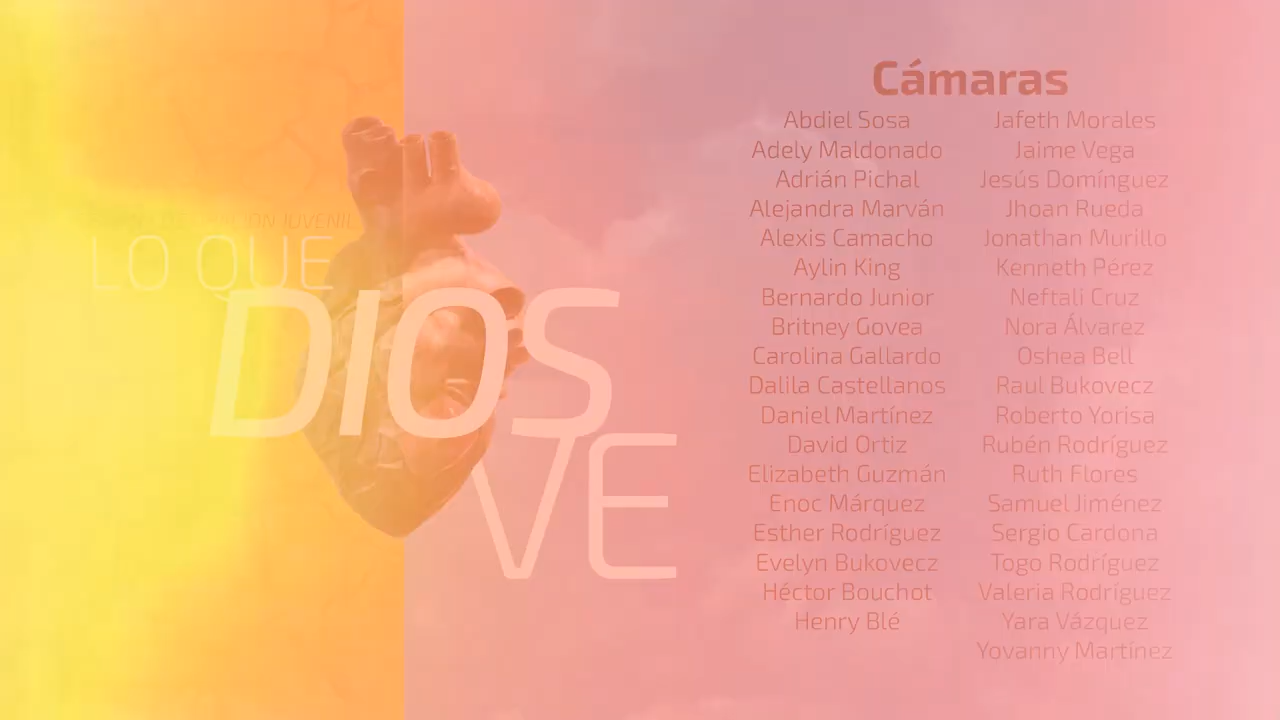 JUVENIL
LO QUE
DIOS
VE
Cámaras
Abdiel Sosa
Adely Maldonado
Adrián Pichal
Alejandra Marván
Alexis Camacho
Aylin King
Bernardo Junior
Britney Govea
Carolina Gallardo
Dalila Castellanos
Daniel Martínez
David Ortiz
Elizabeth Guzmán
Enoc Márquez
Esther Rodríguez
Evelyn Bukovecz
Héctor Bouchot
Henry Blé
Jafeth Morales
Jaime Vega
Jesús Domínguez
Jhoan Rueda
Jonathan Murillo
Kenneth Pérez
Neftali Cruz
Nora Álvarez
Oshea Bell
Raul Bukovecz
Roberto Yorisa
Rubén Rodríguez
Ruth Flores
Samuel Jiménez
Sergio Cardona
Togo Rodríguez
Valeria Rodríguez
Yara Vázquez
Yovanny Martínez